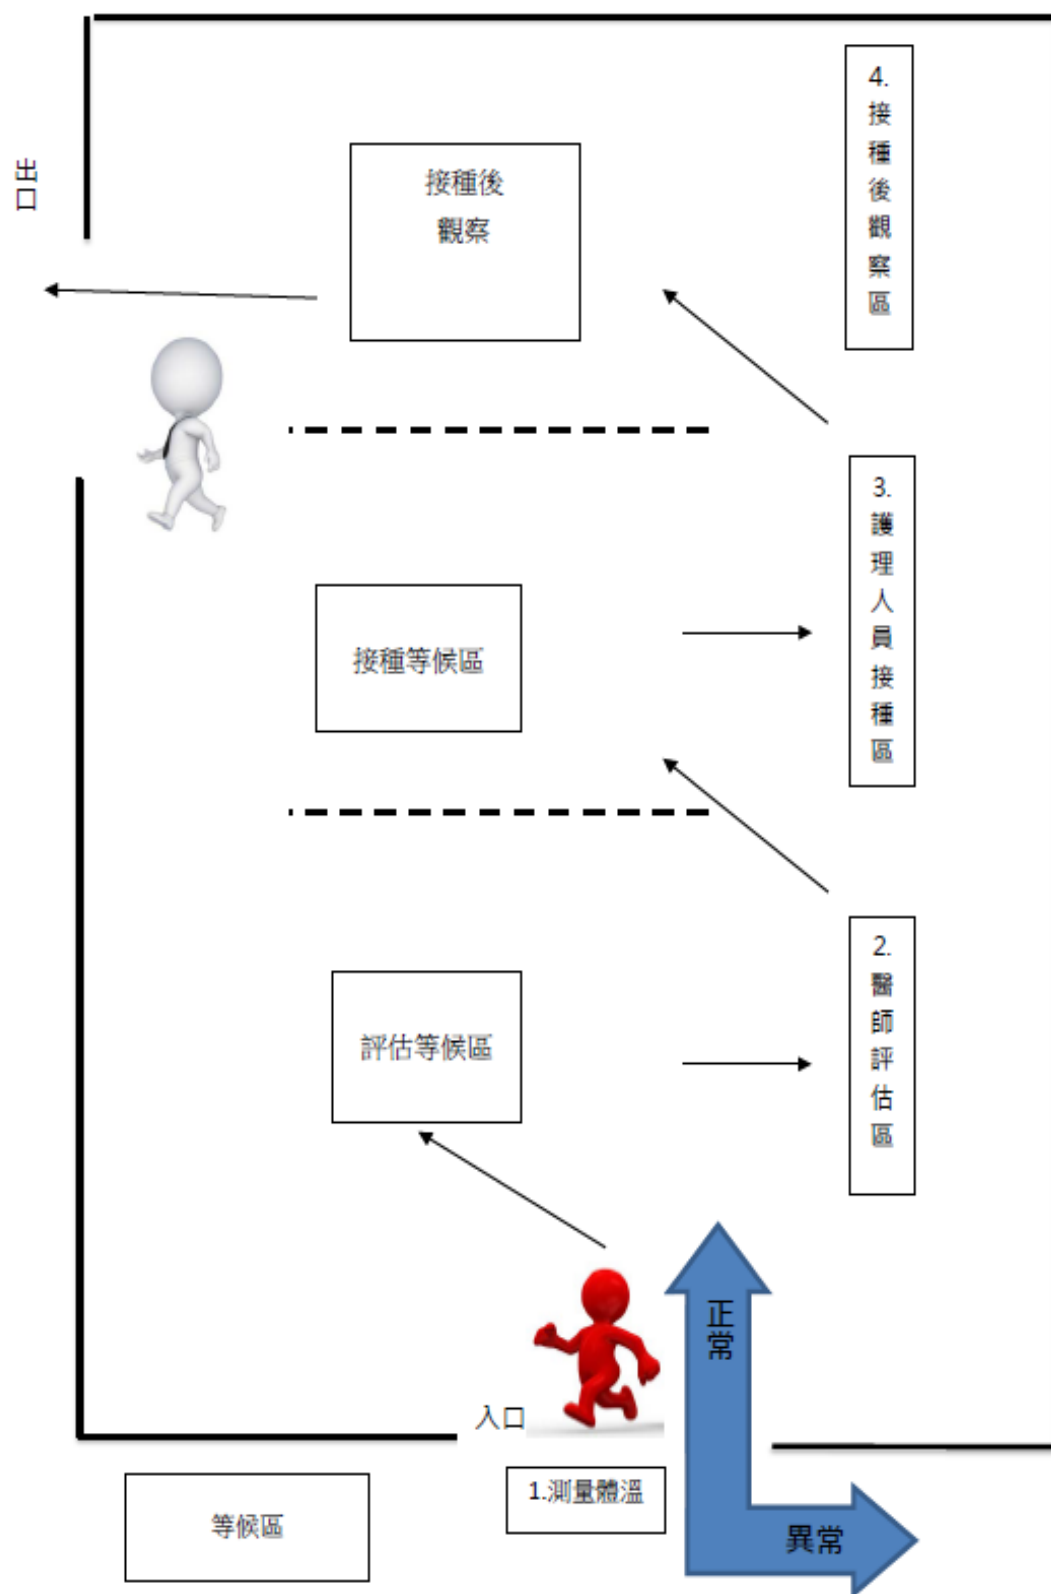 出口
接種後
觀察
4.接種後觀察區
3.護理人員接種區
接種等候區
2.醫師評估區
評估等候區
正常
入口
1.測量體溫
等候區
異常